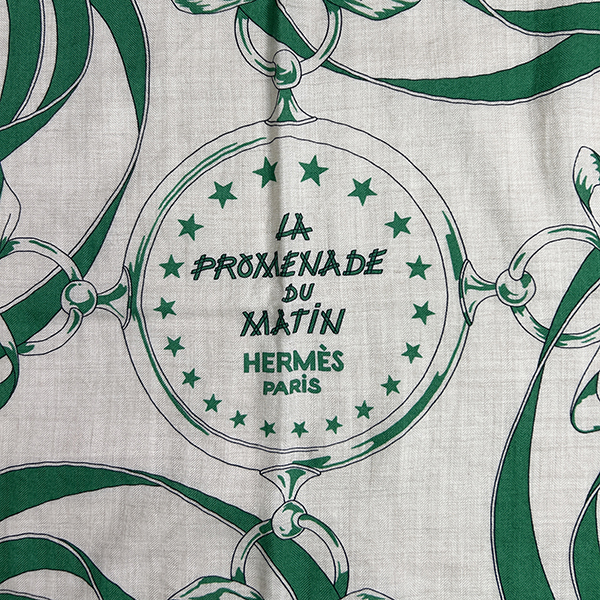 LA
PROMENADE
DU
MATIN
HERMÈS
PARIS